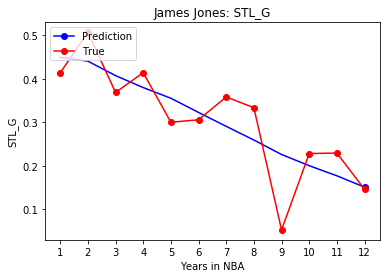 James Jones: STL_G
Prediction
True
STL_G
0.5
0.4
0.3
0.2
0.1
1 2 3 4 5 6 7 8 9 10 11 12
Years in NBA